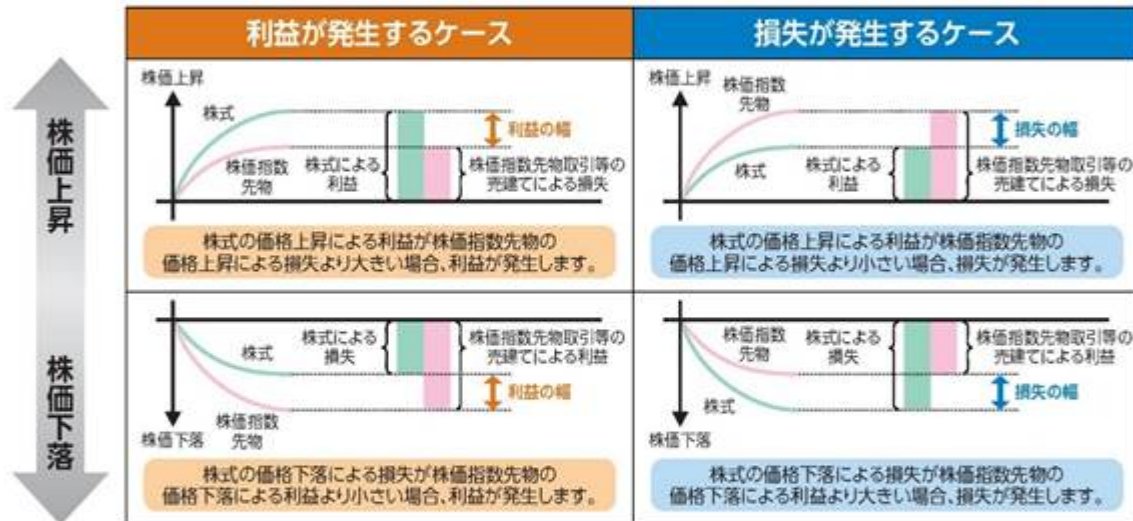 利益が発生するケース
損失が発生するケース
株価上昇
株価下落
株価上昇
株式
株価指数
先物
株式による
利益
利益の幅
株価指数先物取引等の
売建てによる損失
株式の価格上昇による利益が株価指数先物の
価格上昇による損失より大きい場合、利益が発生します。
株価上昇
株価指数
先物
株式
株式による
利益
損失の幅
株価指数先物取引等の
売建てによる損失
株式の価格上昇による利益が株価指数先物の
価格上昇による損失より小さい場合、損失が発生します。
株式
株価指数
先物
株価下落
株式による
損失
株価指数先物取引等の
売建てによる利益
利益の幅
株式の価格下落による損失が株価指数先物の
価格下落による利益より小さい場合、利益が発生します。
株価指数
先物
株式
株価下落
株式による
損失
株価指数先物取引等の
売建てによる利益
損失の幅
株式の価格下落による損失が株価指数先物の
価格下落による利益より大きい場合、損失が発生します。